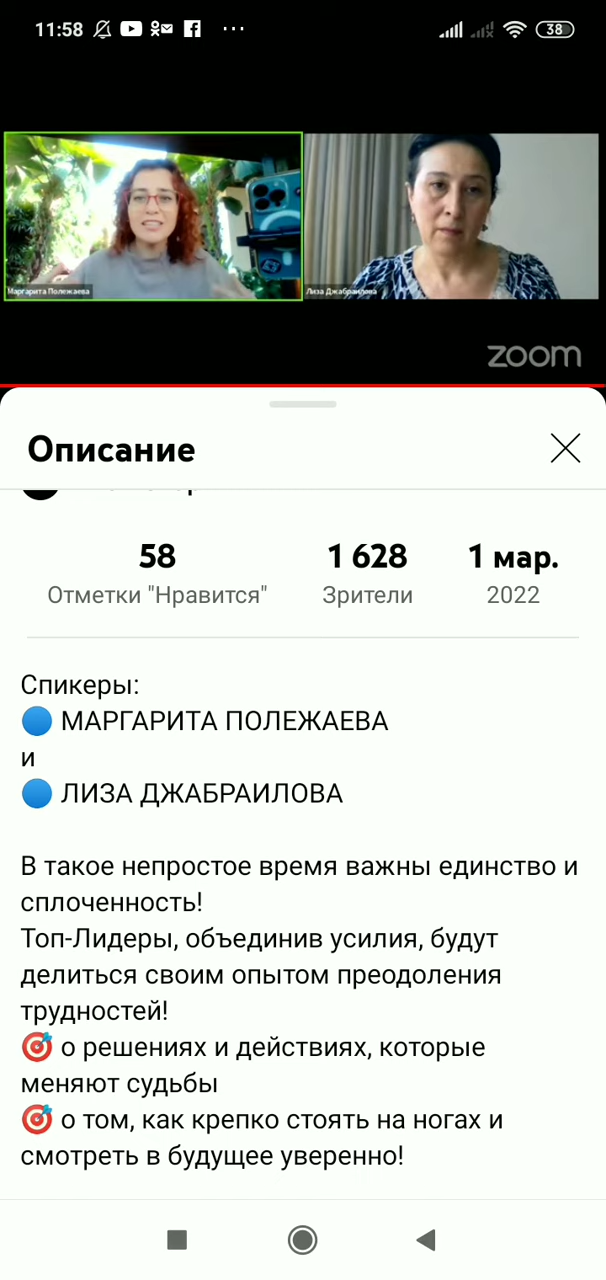 11:58
38
Маргарита Полежаева
Лиза Джабраилова
zoom
Описание
58
1 628
1 мар.
Отметки "Нравится"
Зрители
2022
Спикеры:
🔵 МАРГАРИТА ПОЛЕЖАЕВА
и
🔵 ЛИЗА ДЖАБРАИЛОВА
В такое непростое время важны единство и
сплоченность!
Топ-Лидеры, объединив усилия, будут
делиться своим опытом преодоления
трудностей!
🎯 о решениях и действиях, которые
меняют судьбы
🎯 о том, как крепко стоять на ногах и
смотреть в будущее уверенно!